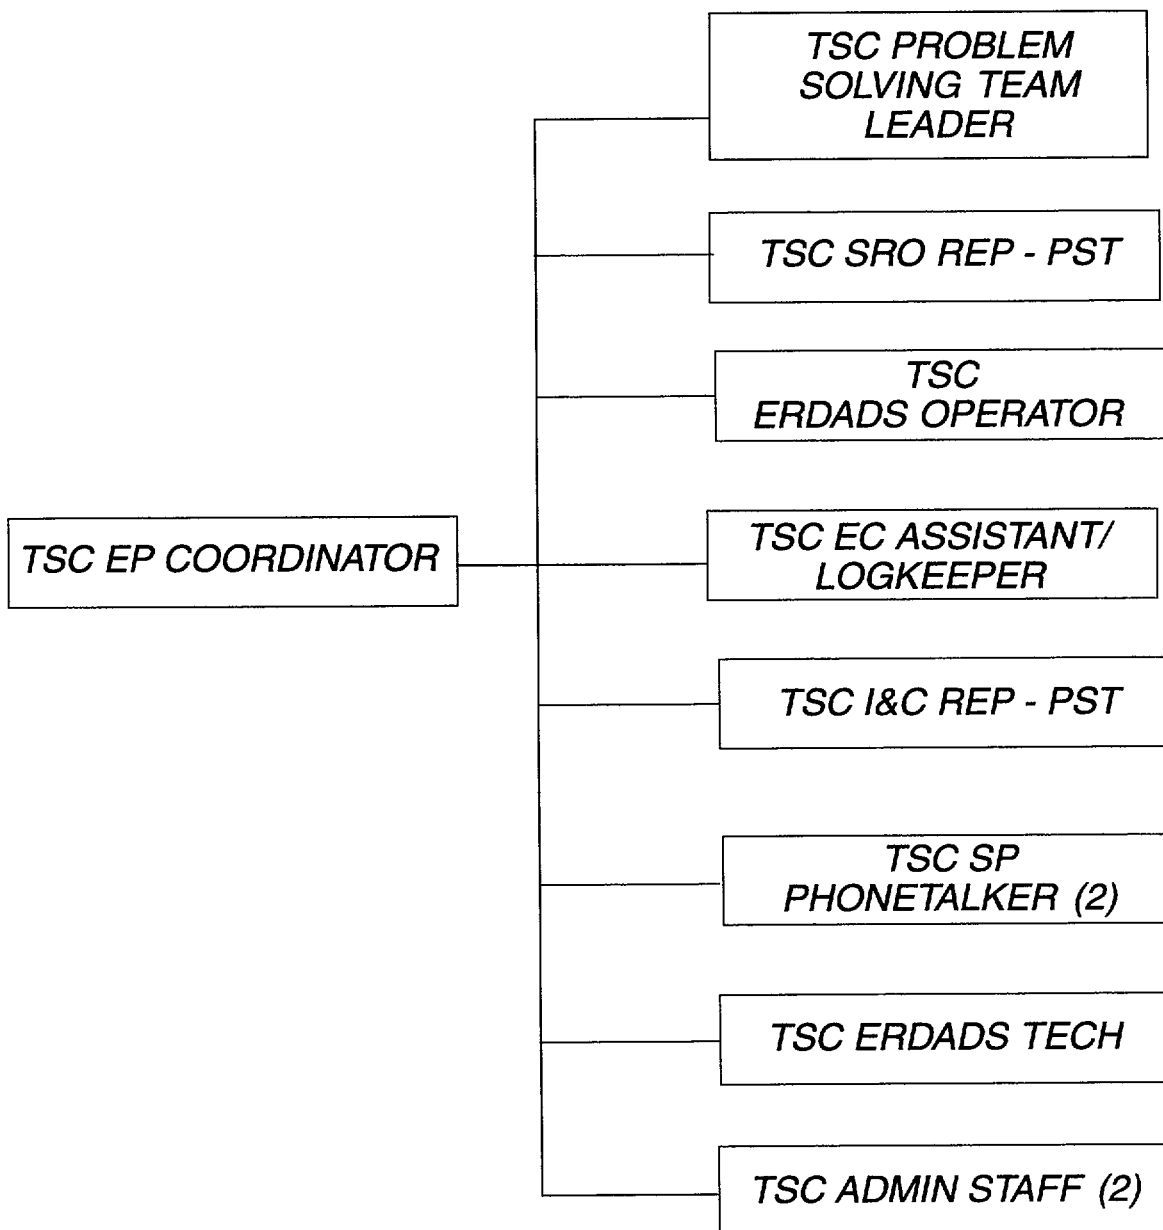 TSC PROBLEM
SOLVING TEAM
LEADER
TSC SRO REP - PST
TSC
ERDADS OPERATOR
TSC EP COORDINATOR
TSC EC ASSISTANT/
LOGKEEPER
TSC I&C REP - PST
TSC SP
PHONETALKER (2)
TSC ERDADS TECH
TSC ADMIN STAFF (2)